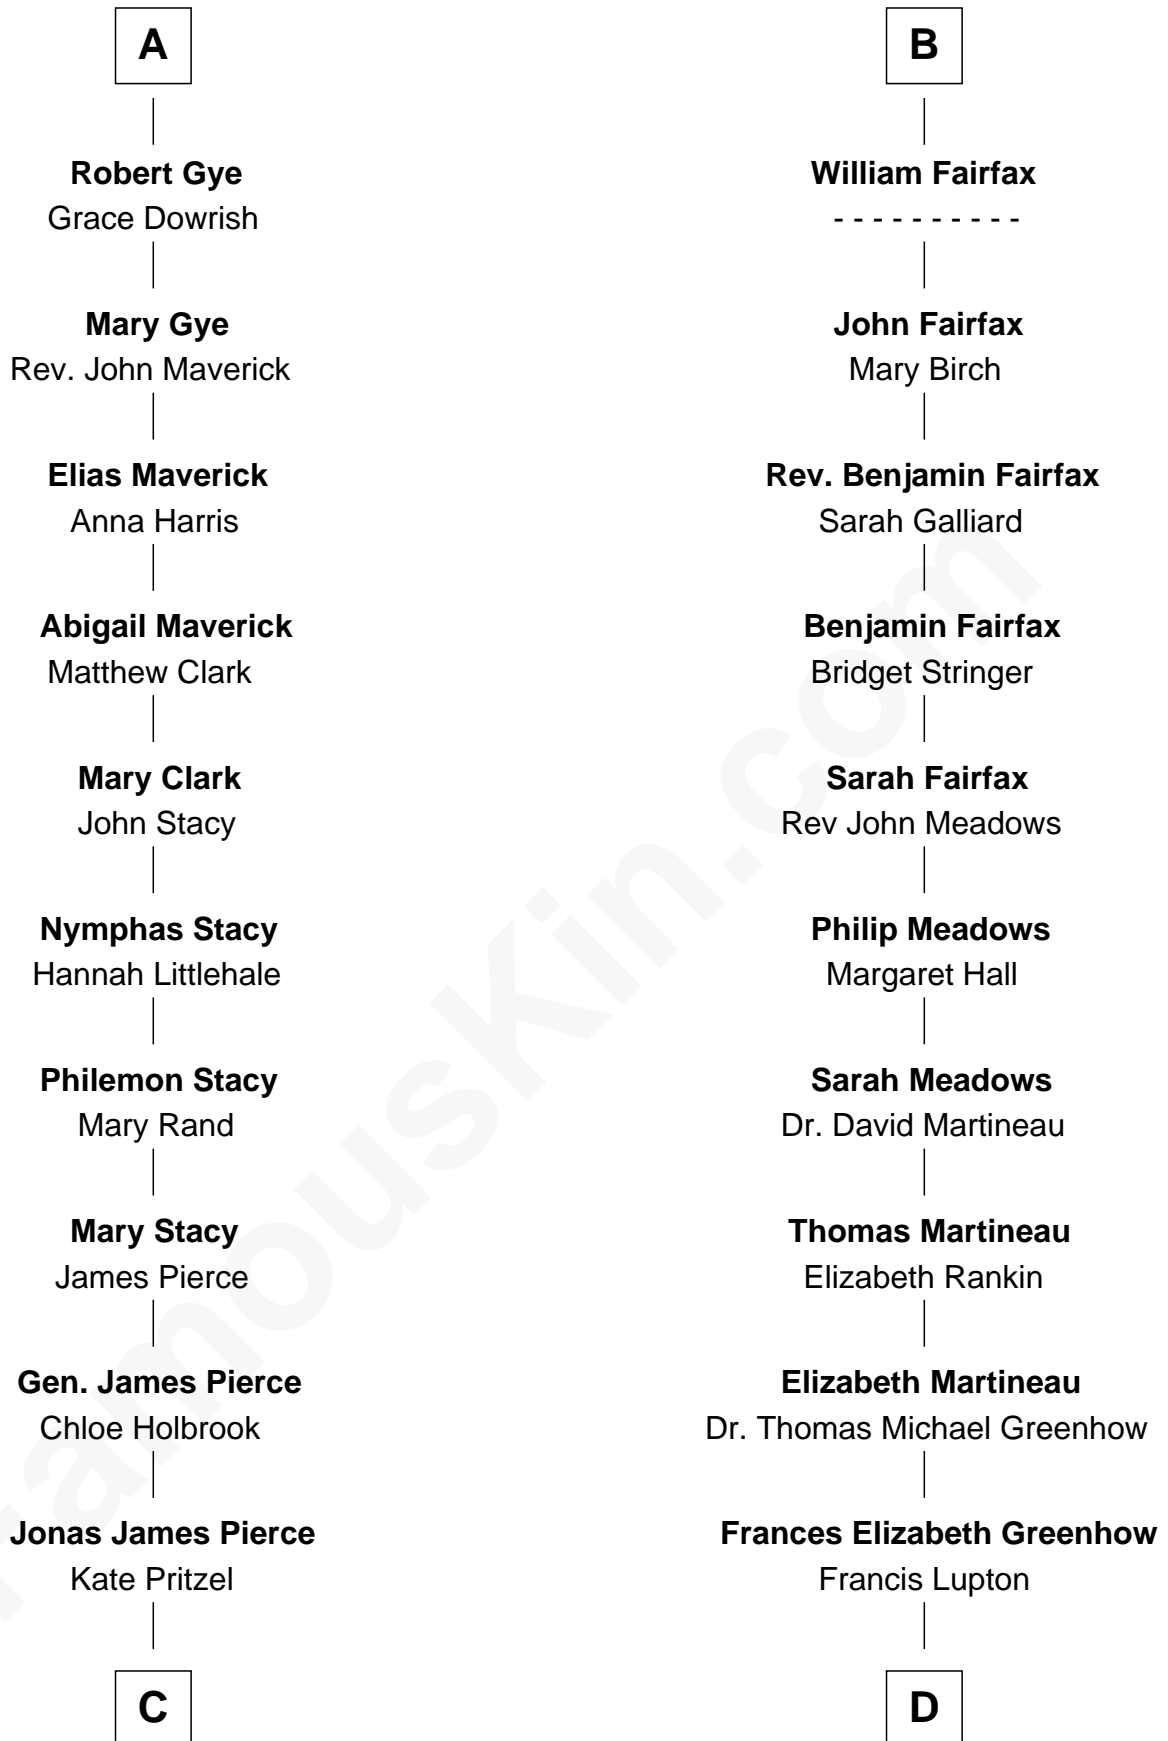 A
Robert Gye
Grace Dowrish
Mary Gye
Rev. John Maverick
Elias Maverick
Anna Harris
Abigail Maverick
Matthew Clark
Mary Clark
John Stacy
Nymphas Stacy
Hannah Littlehale
Philemon Stacy
Mary Rand
Mary Stacy
James Pierce
Gen. James Pierce
Chloe Holbrook
Jonas James Pierce
Kate Pritzel
C
B
William Fairfax
- - - - - - - - - -
John Fairfax
Mary Birch
Rev. Benjamin Fairfax
Sarah Galliard
Benjamin Fairfax
Bridget Stringer
Sarah Fairfax
Rev John Meadows
Philip Meadows
Margaret Hall
Sarah Meadows
Dr. David Martineau
Thomas Martineau
Elizabeth Rankin
Elizabeth Martineau
Dr. Thomas Michael Greenhow
Frances Elizabeth Greenhow
Francis Lupton
D
FamousKin.com